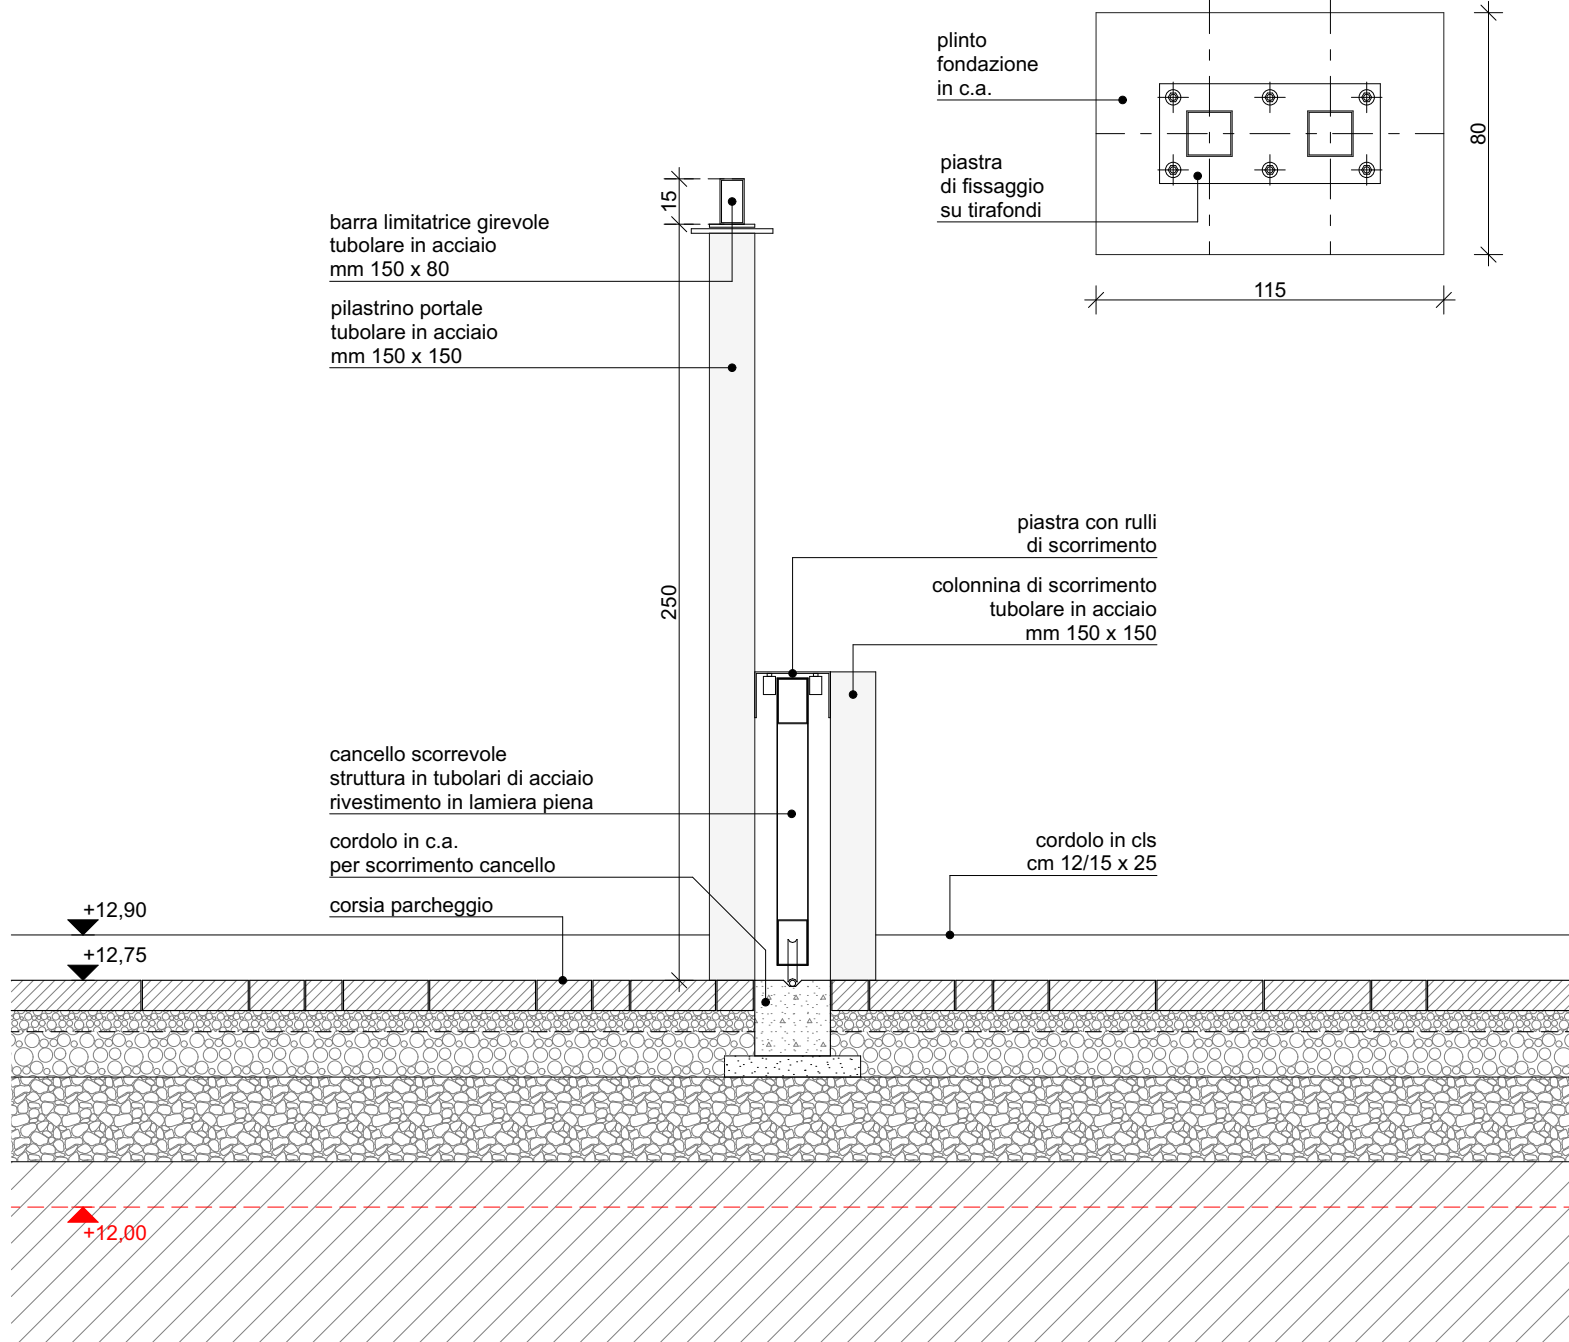 plinto
fondazione
in c.a.
piastra
di fissaggio
su tirafondi
80
115
15
barra limitatrice girevole
tubolare in acciaio
mm 150 x 80
pilastrino portale
tubolare in acciaio
mm 150 x 150
250
piastra con rulli
di scorrimento
colonnina di scorrimento
tubolare in acciaio
mm 150 x 150
cancello scorrevole
struttura in tubolari di acciaio
rivestimento in lamiera piena
cordolo in c.a.
per scorrimento cancello
corsia parcheggio
cordolo in cls
cm 12/15 x 25
+12,90
+12,75
+12,00